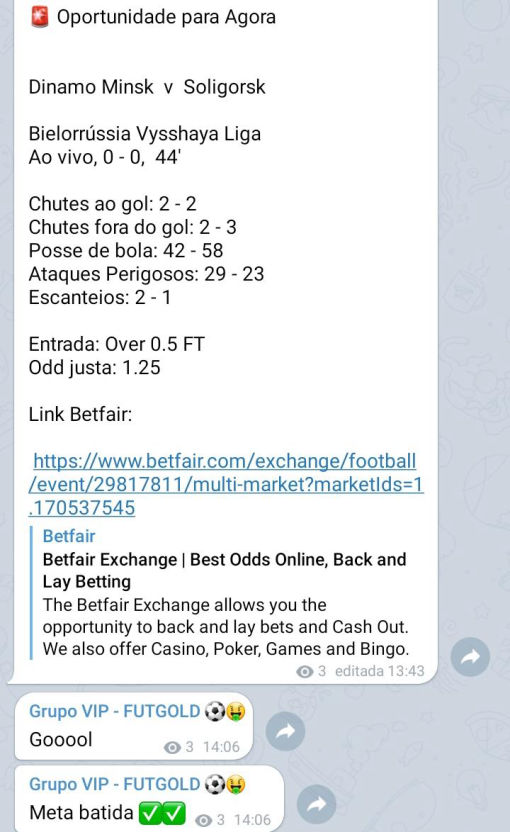 🚨 Oportunidade para Agora
Dinamo Minsk v Soligorsk
Bielorrússia Vysshaya Liga
Ao vivo, 0 - 0, 44'
Chutes ao gol: 2 - 2
Chutes fora do gol: 2 - 3
Posse de bola: 42 - 58
Ataques Perigosos: 29 - 23
Escanteios: 2 - 1
Entrada: Over 0.5 FT
Odd justa: 1.25
Link Betfair:
https://www.betfair.com/exchange/football
/event/29817811/multi-market?marketIds=1
.170537545
Betfair
Betfair Exchange | Best Odds Online, Back and
Lay Betting
The Betfair Exchange allows you the
opportunity to back and lay bets and Cash Out.
We also offer Casino, Poker, Games and Bingo.
3 editada 13:43
Grupo VIP - FUTGOLD ⚽🤑
Gooool 3 14:06
Grupo VIP - FUTGOLD ⚽🤑
Meta batida ✅✅ 3 14:06